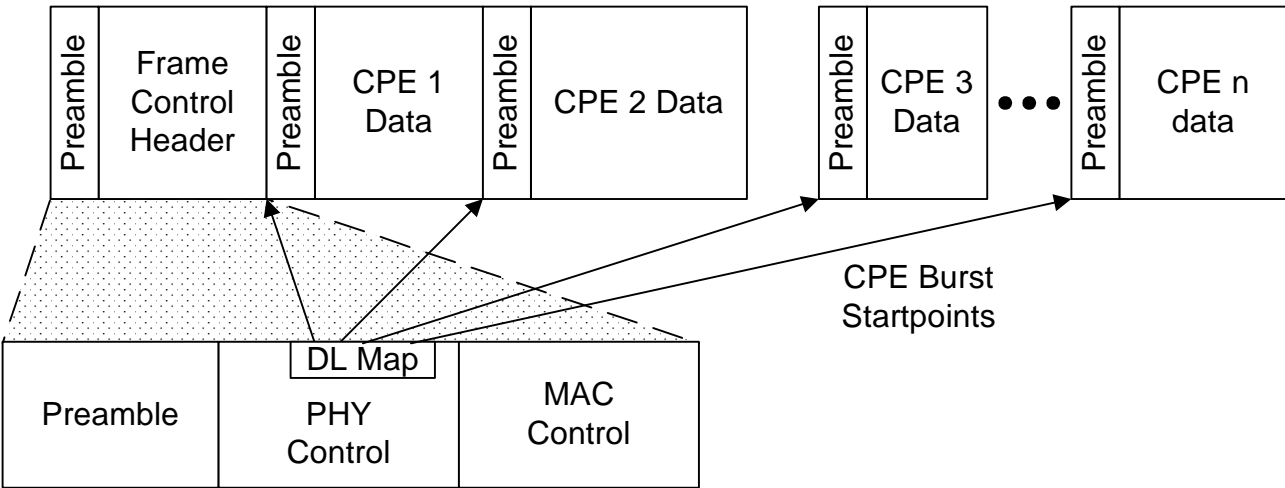 Preamble
Frame
Control
Header
Preamble
CPE 1
Data
Preamble
CPE 2 Data
Preamble
CPE 3
Data
Preamble
CPE n
data
CPE Burst
Startpoints
DL Map
Preamble
PHY
Control
MAC
Control